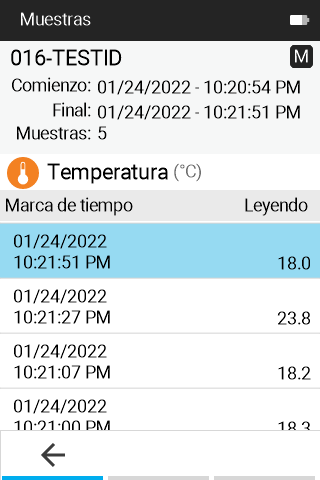 Muestras
016-TESTID M
Comienzo: 01/24/2022 - 10:20:54 PM
Final: 01/24/2022 - 10:21:51 PM
Muestras: 5
Temperatura (°C)
Marca de tiempo Leyendo
01/24/2022
10:21:51 PM 18.0
01/24/2022
10:21:27 PM 23.8
01/24/2022
10:21:07 PM 18.2
01/24/2022
10:21:00 PM 18.3